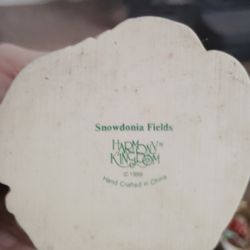 Snowdonia Fields
HARMONY
KINGDOM
© 1999
Hand Crafted in China